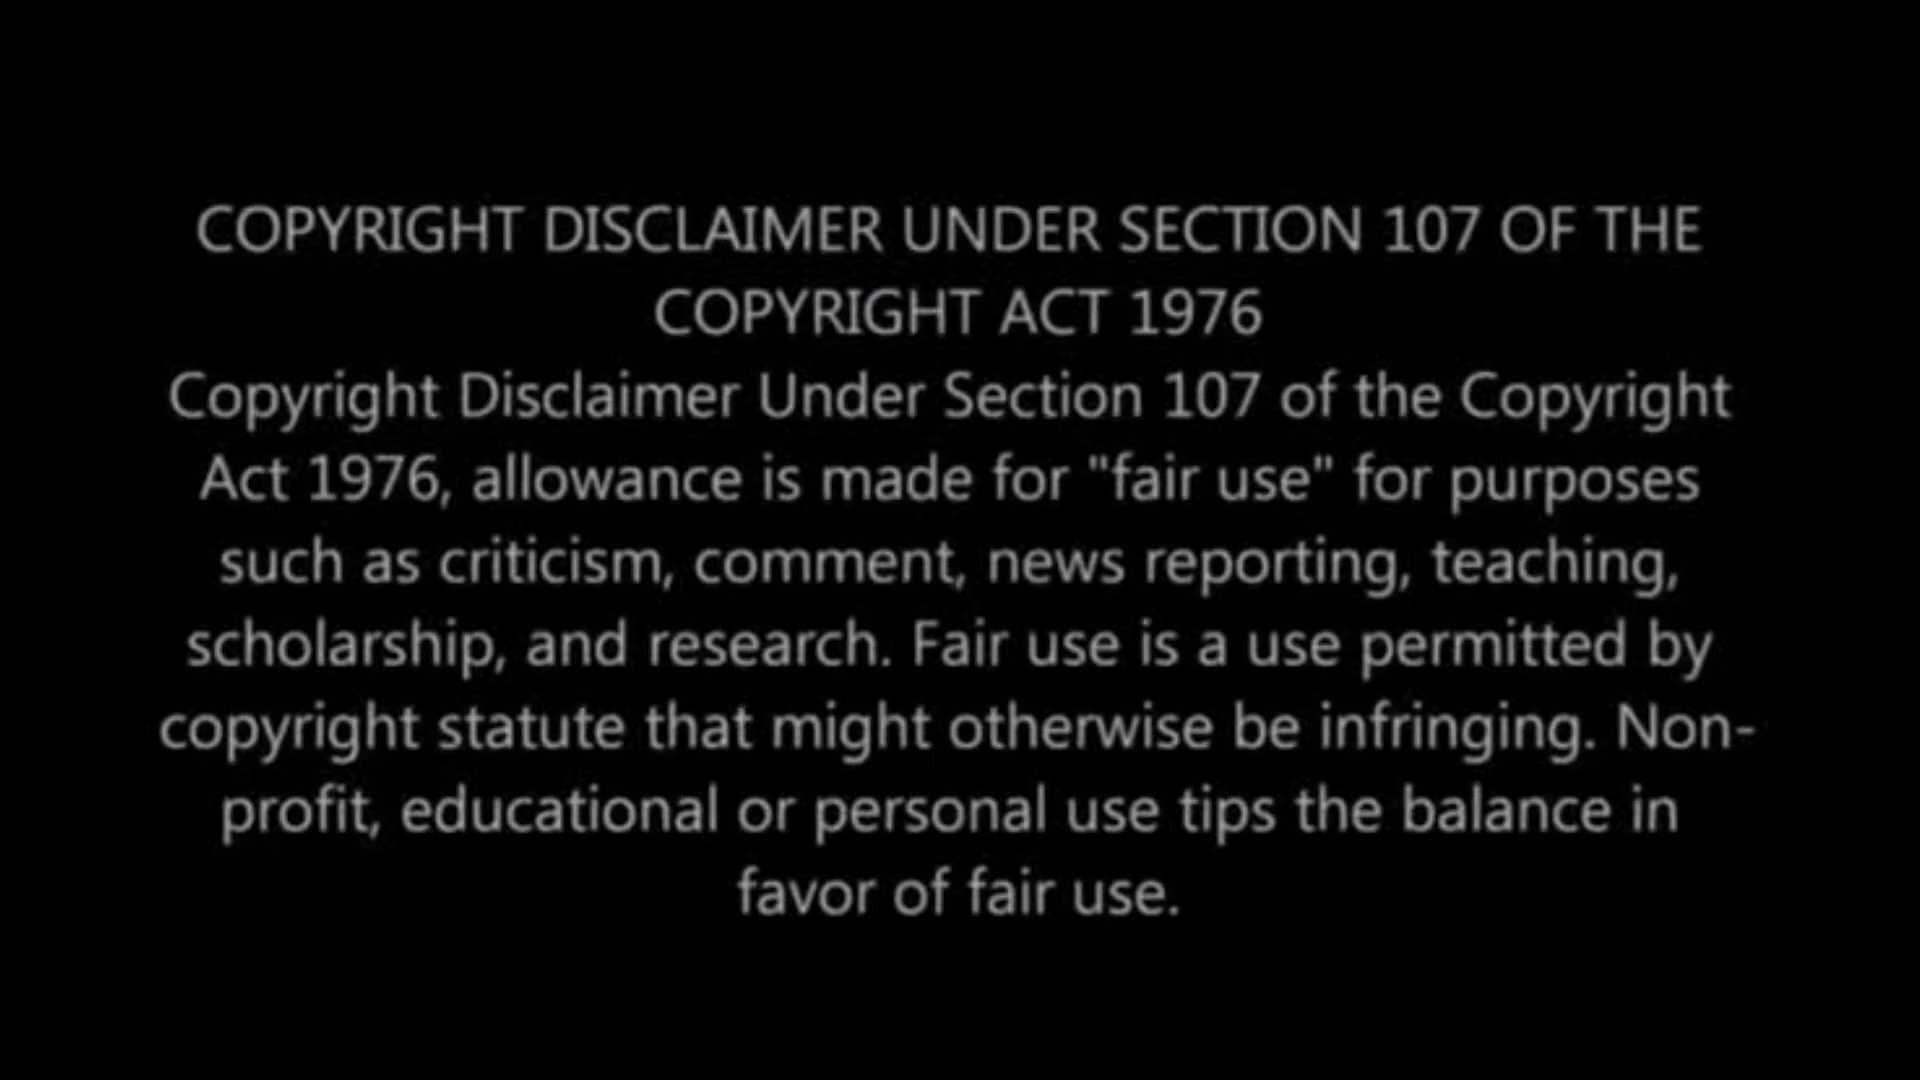 COPYRIGHT DISCLAIMER UNDER SECTION 107 OF THE
COPYRIGHT ACT 1976
Copyright Disclaimer Under Section 107 of the Copyright
Act 1976, allowance is made for "fair use" for purposes
such as criticism, comment, news reporting, teaching,
scholarship, and research. Fair use is a use permitted by
copyright statute that might otherwise be infringing. Non-
profit, educational or personal use tips the balance in
favor of fair use.